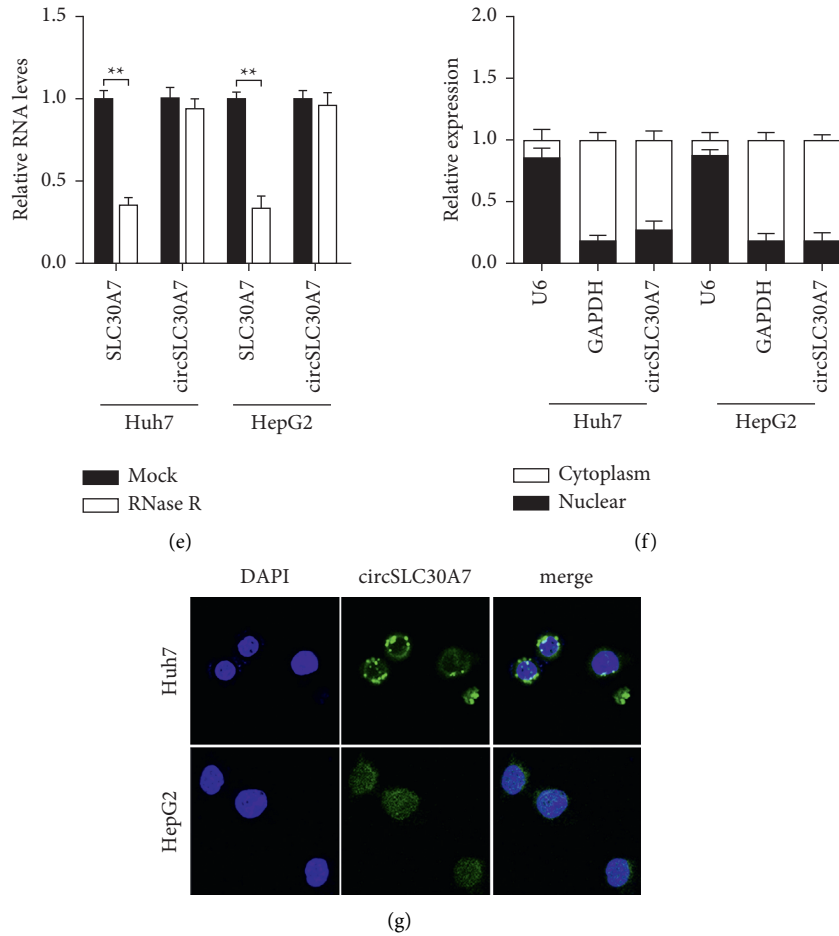 Relative RNA leves
1.5
1.0
0.5
0.0
**
**
SLC30A7
circSLC30A7
SLC30A7
circSLC30A7
Huh7
HepG2
Mock
RNase R
(e)
Relative expression
2.0
1.5
1.0
0.5
0.0
U6
GAPDH
circSLC30A7
U6
GAPDH
circSLC30A7
Huh7
HepG2
Cytoplasm
Nuclear
(f)
DAPI
circSLC30A7
merge
Huh7
HepG2
(g)